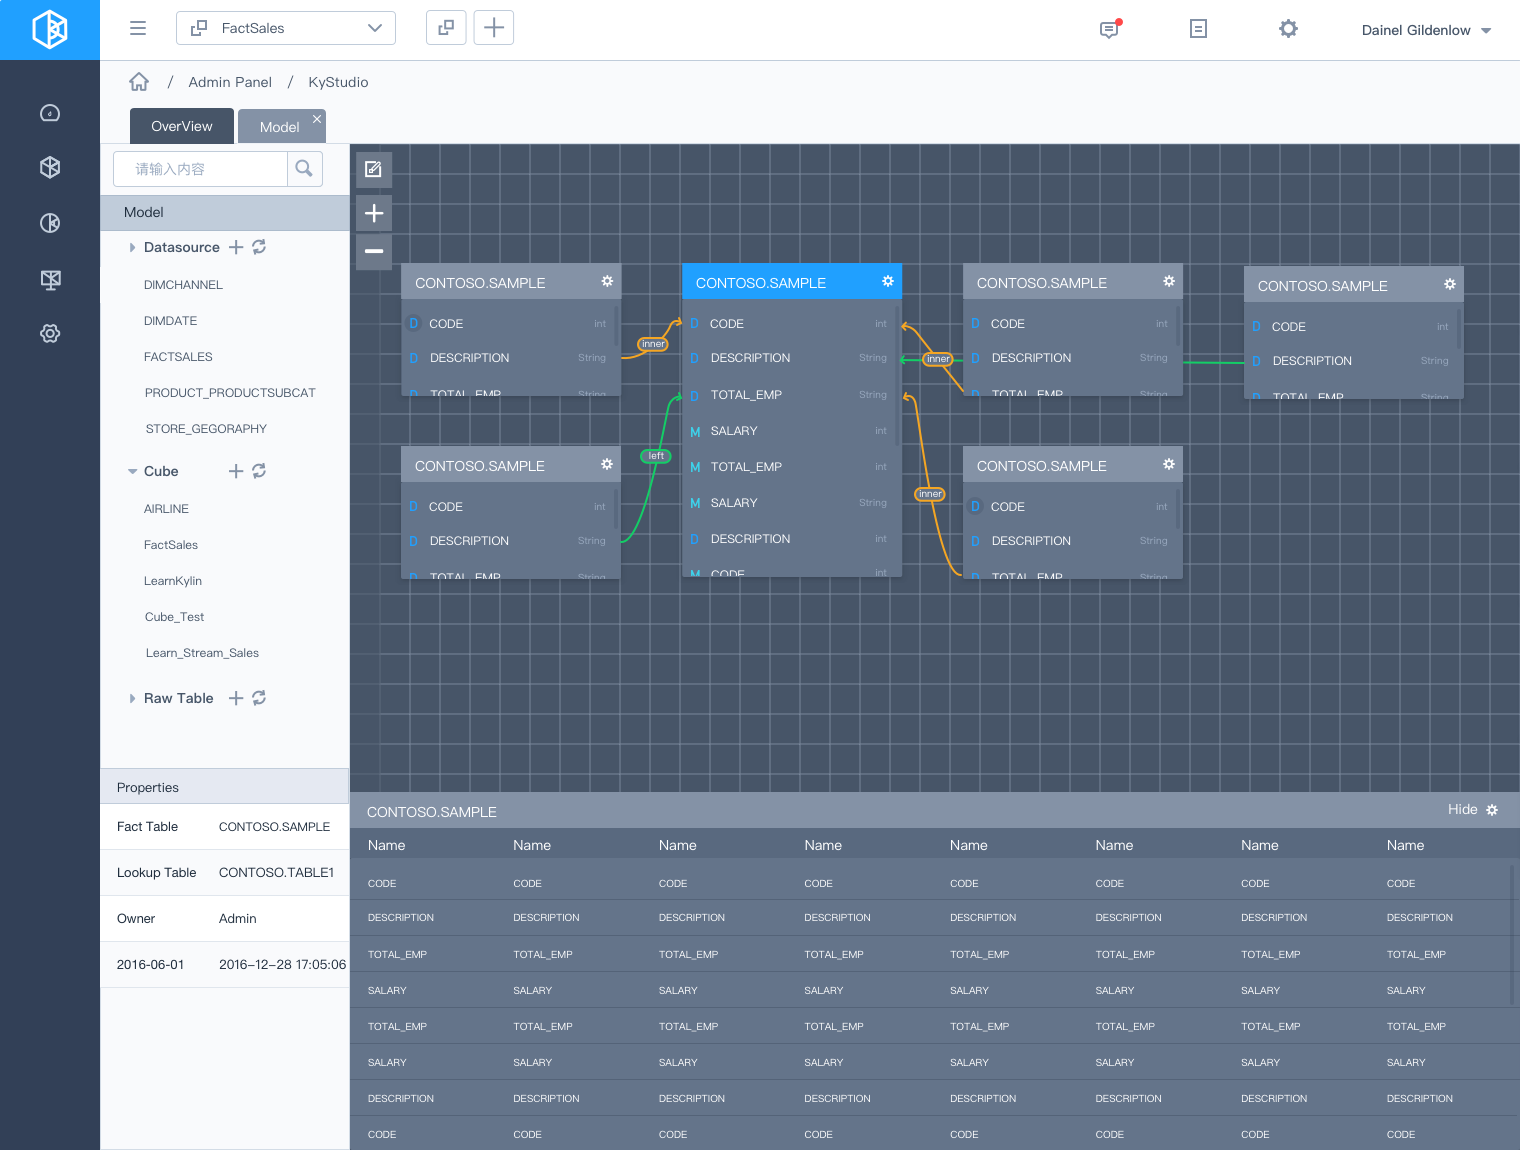 FactSales
Dainel Gildenlow
/ Admin Panel / KyStudio
OverView
Model
请输入内容
Model
Datasource
DIMCHANNEL
DIMDATE
FACTSALES
PRODUCT_PRODUCTSUBCAT
STORE_GEGORAPHY
Cube
AIRLINE
FactSales
LearnKylin
Cube_Test
Learn_Stream_Sales
Raw Table
Properties
Fact Table CONTOSO.SAMPLE
Lookup Table CONTOSO.TABLE1
Owner Admin
2016-06-01 2016-12-28 17:05:06
CONTOSO.SAMPLE
D CODE int
D DESCRIPTION String
D TOTAL_EMP String
inner
CONTOSO.SAMPLE
D CODE int
D DESCRIPTION String
D TOTAL_EMP String
left
CONTOSO.SAMPLE
D CODE int
D DESCRIPTION String
D TOTAL_EMP String
M SALARY int
M TOTAL_EMP int
M SALARY String
D DESCRIPTION int
M CODE int
inner
CONTOSO.SAMPLE
D CODE int
D DESCRIPTION String
D TOTAL_EMP String
inner
CONTOSO.SAMPLE
D CODE int
D DESCRIPTION String
D TOTAL_EMP String
CONTOSO.SAMPLE
D CODE int
D DESCRIPTION String
D TOTAL_EMP String
CONTOSO.SAMPLE Hide
Name Name Name Name Name Name Name Name
CODE CODE CODE CODE CODE CODE CODE CODE
DESCRIPTION DESCRIPTION DESCRIPTION DESCRIPTION DESCRIPTION DESCRIPTION DESCRIPTION DESCRIPTION
TOTAL_EMP TOTAL_EMP TOTAL_EMP TOTAL_EMP TOTAL_EMP TOTAL_EMP TOTAL_EMP TOTAL_EMP
SALARY SALARY SALARY SALARY SALARY SALARY SALARY SALARY
TOTAL_EMP TOTAL_EMP TOTAL_EMP TOTAL_EMP TOTAL_EMP TOTAL_EMP TOTAL_EMP TOTAL_EMP
SALARY SALARY SALARY SALARY SALARY SALARY SALARY SALARY
DESCRIPTION DESCRIPTION DESCRIPTION DESCRIPTION DESCRIPTION DESCRIPTION DESCRIPTION DESCRIPTION
CODE CODE CODE CODE CODE CODE CODE CODE